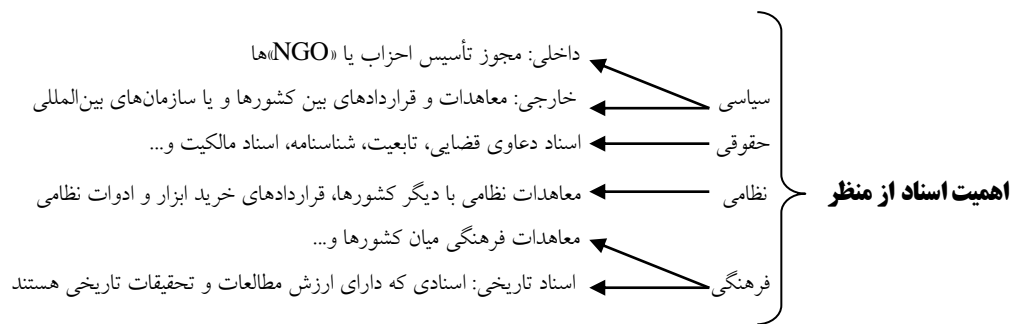 داخلی: مجوز تأسیس احزاب یا «NGO»ها
سیاسی
خارجی: معاهدات و قراردادهای بین کشورها و یا سازمان‌های بین‌المللی
حقوقی
اسناد دعاوی قضایی، تابعیت، شناسنامه، اسناد مالکیت و...
اهمیت اسناد از منظر
نظامی
معاهدات نظامی با دیگر کشورها، قراردادهای خرید ابزار و ادوات نظامی
معاهدات فرهنگی میان کشورها و...
فرهنگی
اسناد تاریخی: اسنادی که دارای ارزش مطالعات و تحقیقات تاریخی هستند